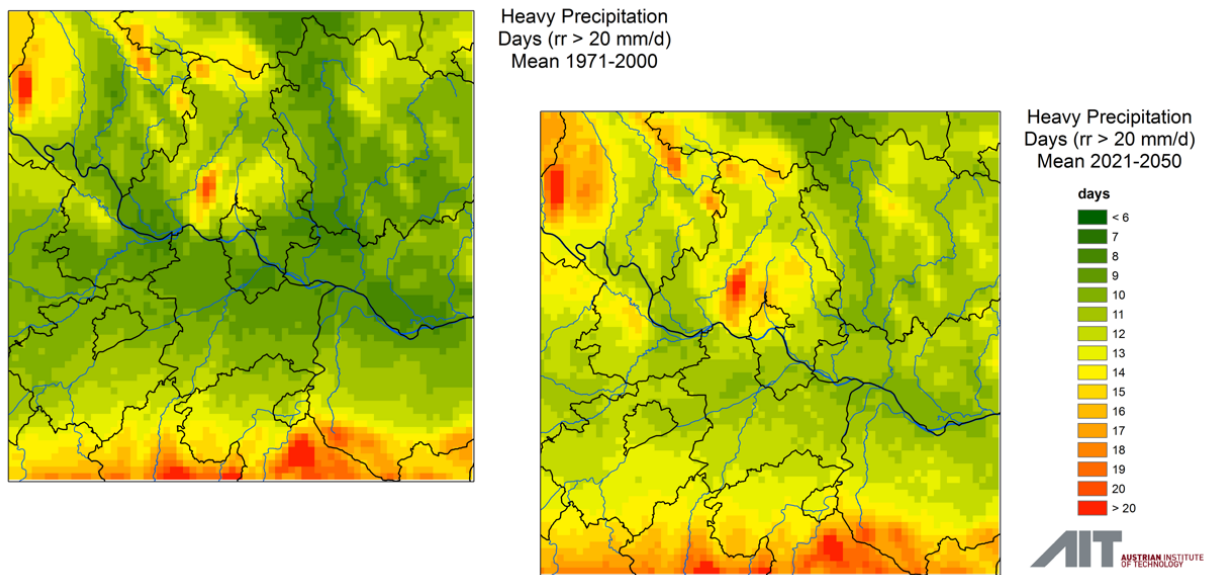 Heavy Precipitation
Days (rr > 20 mm/d)
Mean 1971-2000
Heavy Precipitation
Days (rr > 20 mm/d)
Mean 2021-2050
days
< 6
7
8
9
10
11
12
13
14
15
16
17
18
19
20
> 20
AIT AUSTRIAN INSTITUTE
OF TECHNOLOGY